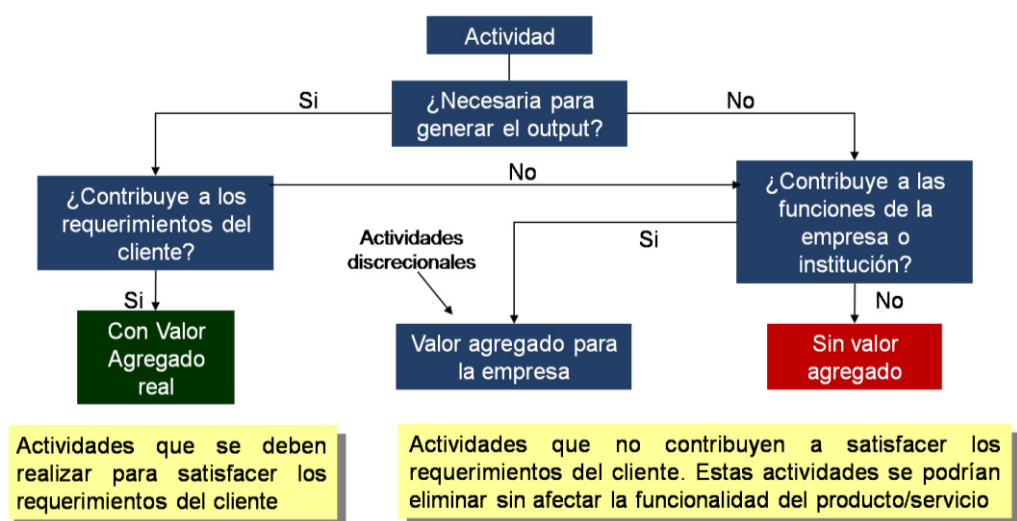 Actividad
Si
¿Necesaria para
generar el output?
No
¿Contribuye a los
requerimientos del
cliente?
No
¿Contribuye a las
funciones de la
empresa o
institución?
Actividades
discrecionales
Si
Si
No
Con Valor
Agregado
real
Valor agregado para
la empresa
Sin valor
agregado
Actividades que se deben
realizar para satisfacer los
requerimientos del cliente
Actividades que no contribuyen a satisfacer los
requerimientos del cliente. Estas actividades se podrían
eliminar sin afectar la funcionalidad del producto/servicio